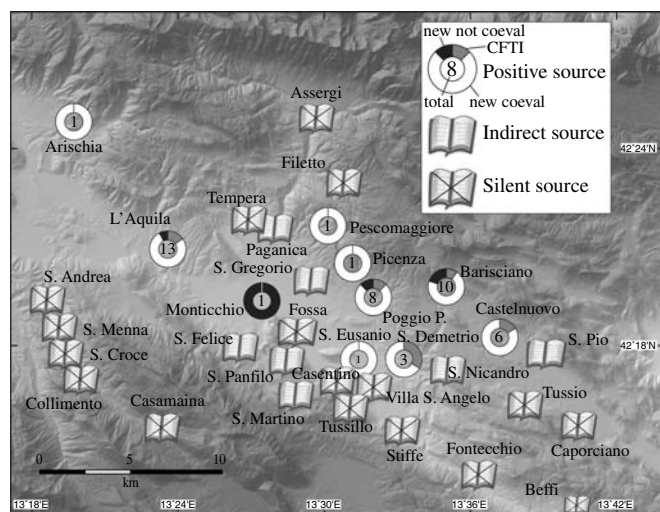 new not coeval
CFTI
8
Positive source
total
new coeval
Indirect source
Silent source
Assergi
1
Arischia
42°24'N
Filetto
Tempera
L'Aquila
1
Pescomaggiore
13
Paganica
1
Picenza
S. Gregorio
Barisciano
S. Andrea
10
Monticchio
1
8
Poggio P.
Fossa
Castelnuovo
S. Menna
S. Felice
S. Eusanio
S. Demetrio
6
S. Pio
42°18'N
S. Croce
1
3
S. Panfilo
Casentino
S. Nicandro
Collimento
Casamaina
S. Martino
Villa S. Angelo
Tussio
Tussillo
Stiffe
Caporciano
Fontecchio
0
10
km
Beffi
13°18'E
13°24'E
13°30'E
13°36'E
13°42'E